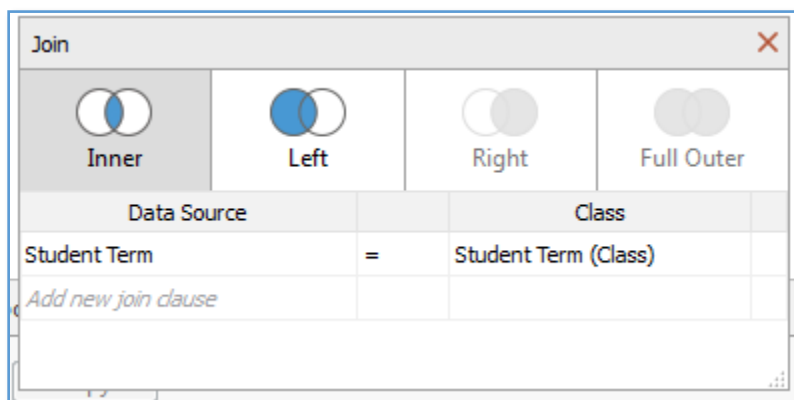 Join
Inner Left Right Full Outer
Data Source Class
Student Term = Student Term (Class)
Add new join clause